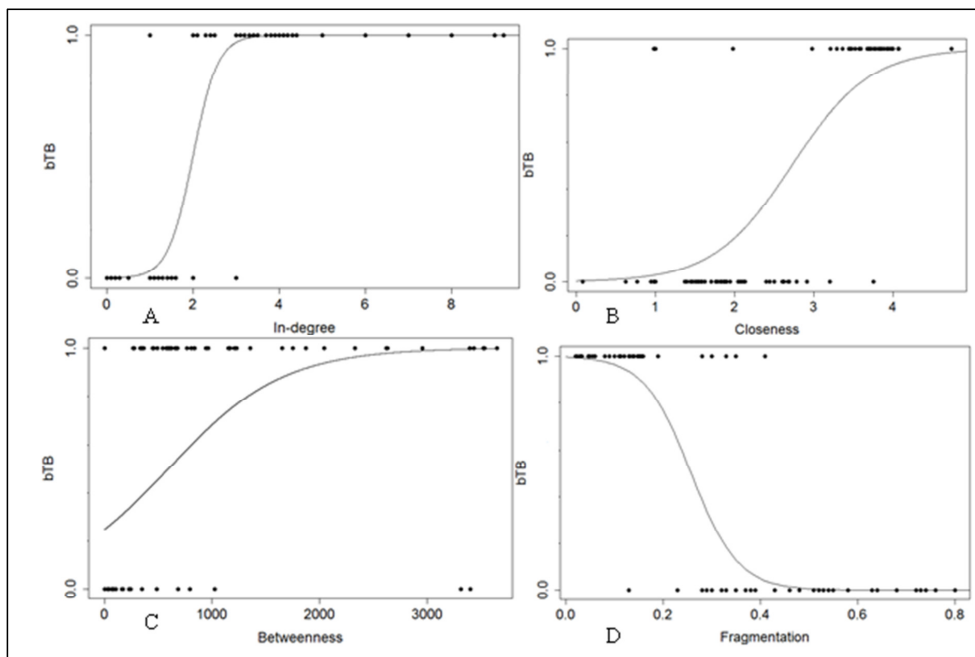 bTB
1.0
0.0
0 2 4 6 8
A
In-degree
bTB
1.0
0.0
0 1 2 3 4
B
Closeness
bTB
1.0
0.0
0 1000 2000 3000
C
Betweenness
bTB
1.0
0.0
0.0 0.2 0.4 0.6 0.8
D
Fragmentation